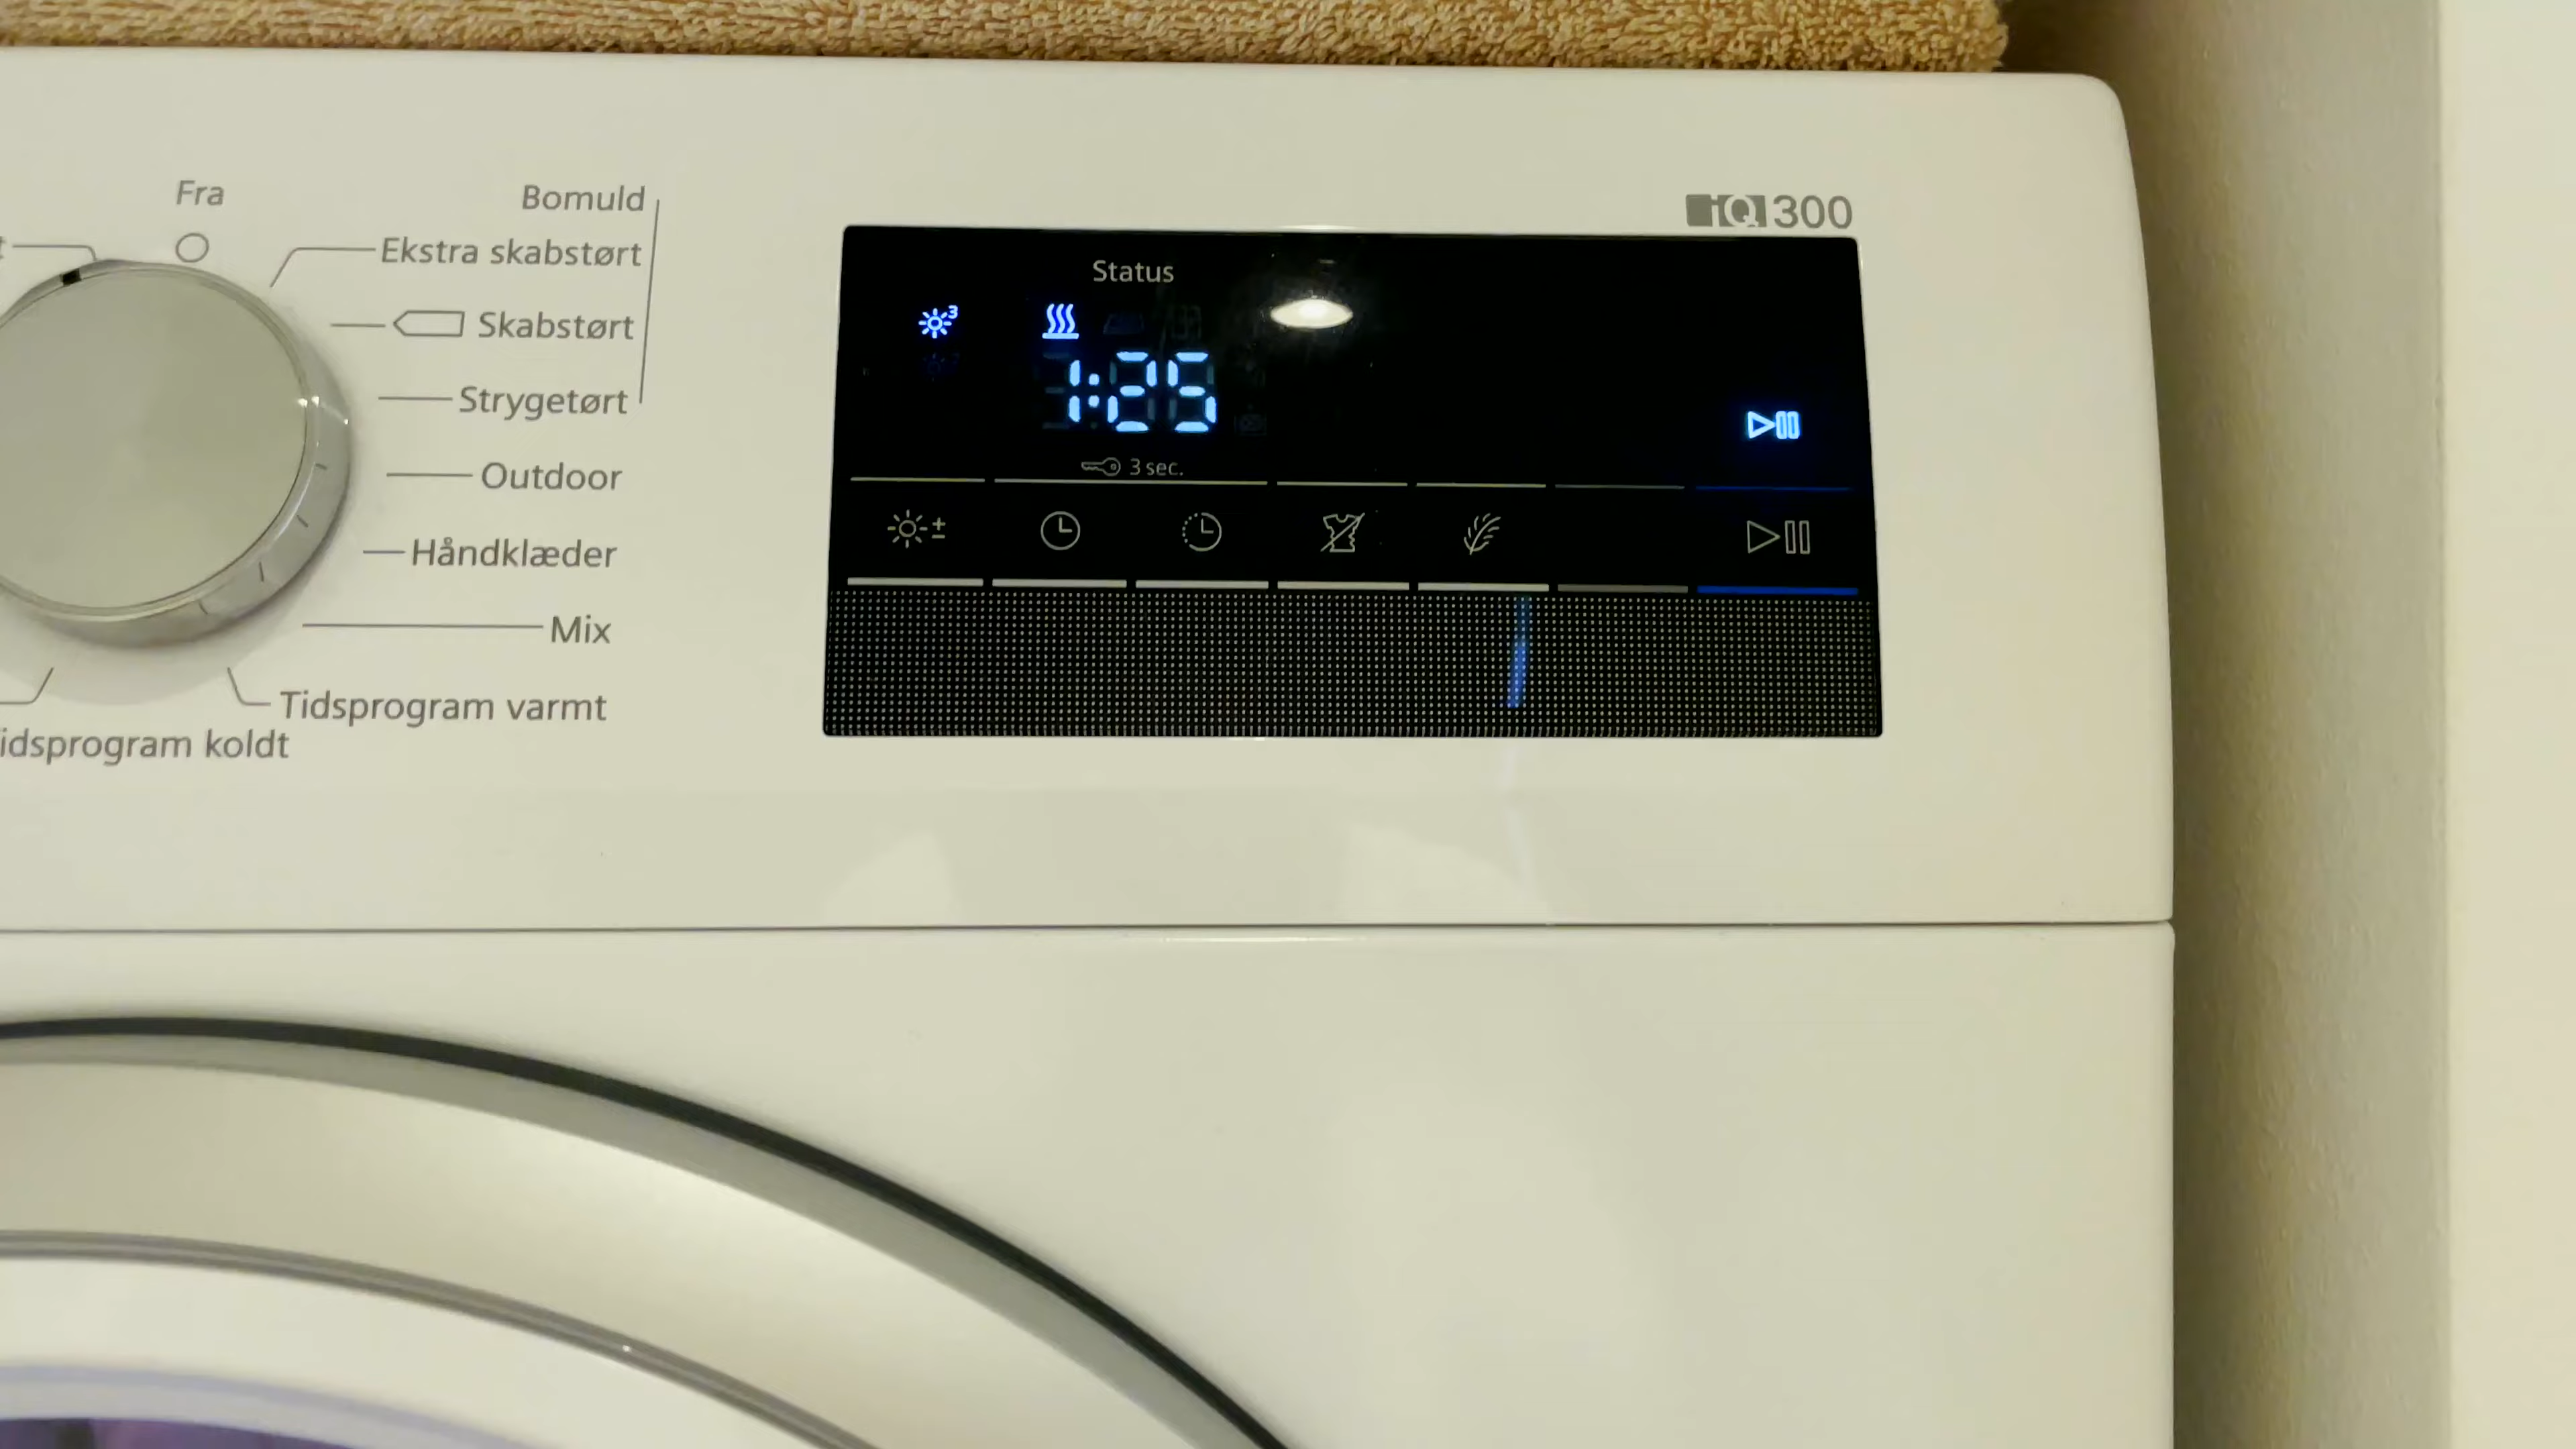 Fra
Bomuld
Ekstra skabstørt
Skabstørt
Strygetørt
Outdoor
Håndklæder
Mix
Tidsprogram varmt
idsprogram koldt
iQ300
Status
3
1:25
3 sec.